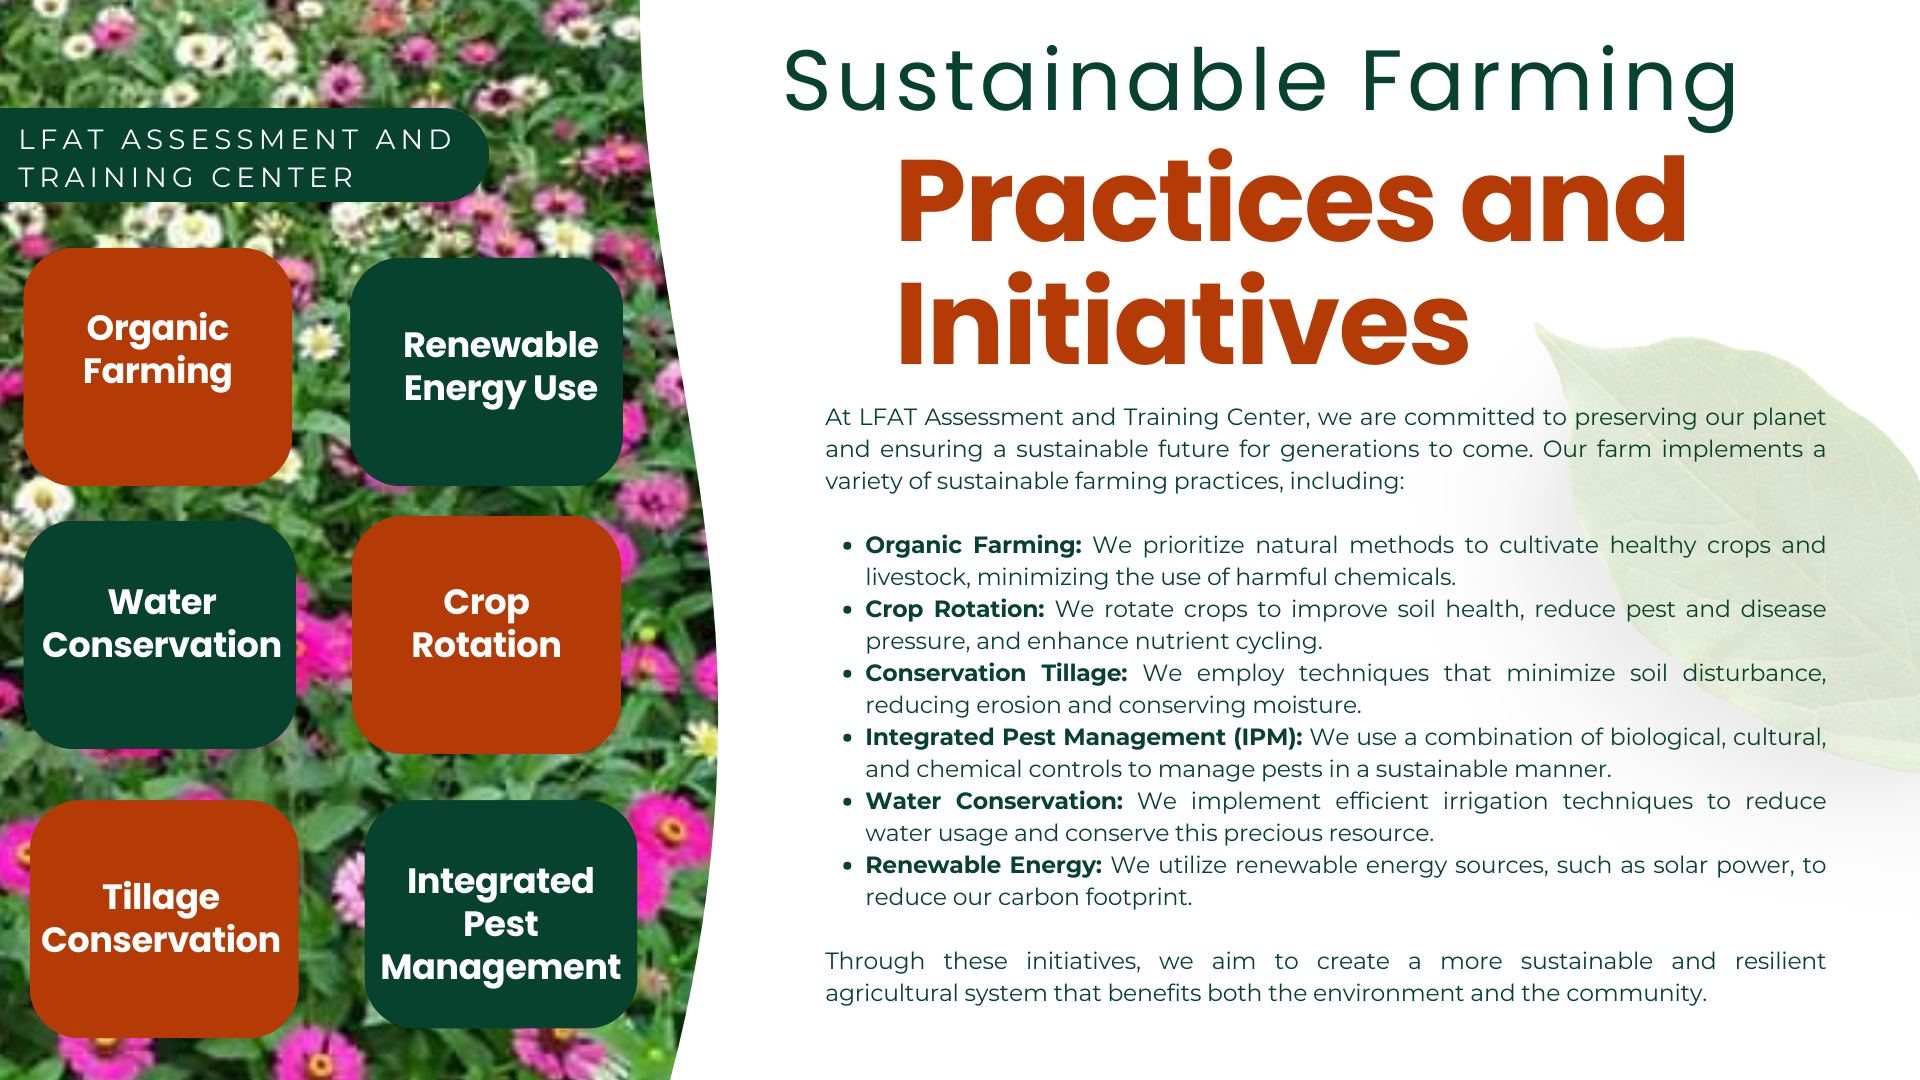 LFAT ASSESSMENT AND
TRAINING CENTER
Organic
Farming
Renewable
Energy Use
Water
Conservation
Crop
Rotation
Tillage
Conservation
Integrated
Pest
Management
Sustainable Farming
Practices and
Initiatives
At LFAT Assessment and Training Center, we are committed to preserving our planet
and ensuring a sustainable future for generations to come. Our farm implements a
variety of sustainable farming practices, including:
• Organic Farming: We prioritize natural methods to cultivate healthy crops and
livestock, minimizing the use of harmful chemicals.
• Crop Rotation: We rotate crops to improve soil health, reduce pest and disease
pressure, and enhance nutrient cycling.
• Conservation Tillage: We employ techniques that minimize soil disturbance,
reducing erosion and conserving moisture.
• Integrated Pest Management (IPM): We use a combination of biological, cultural,
and chemical controls to manage pests in a sustainable manner.
• Water Conservation: We implement efficient irrigation techniques to reduce
water usage and conserve this precious resource.
• Renewable Energy: We utilize renewable energy sources, such as solar power, to
reduce our carbon footprint.
Through these initiatives, we aim to create a more sustainable and resilient
agricultural system that benefits both the environment and the community.